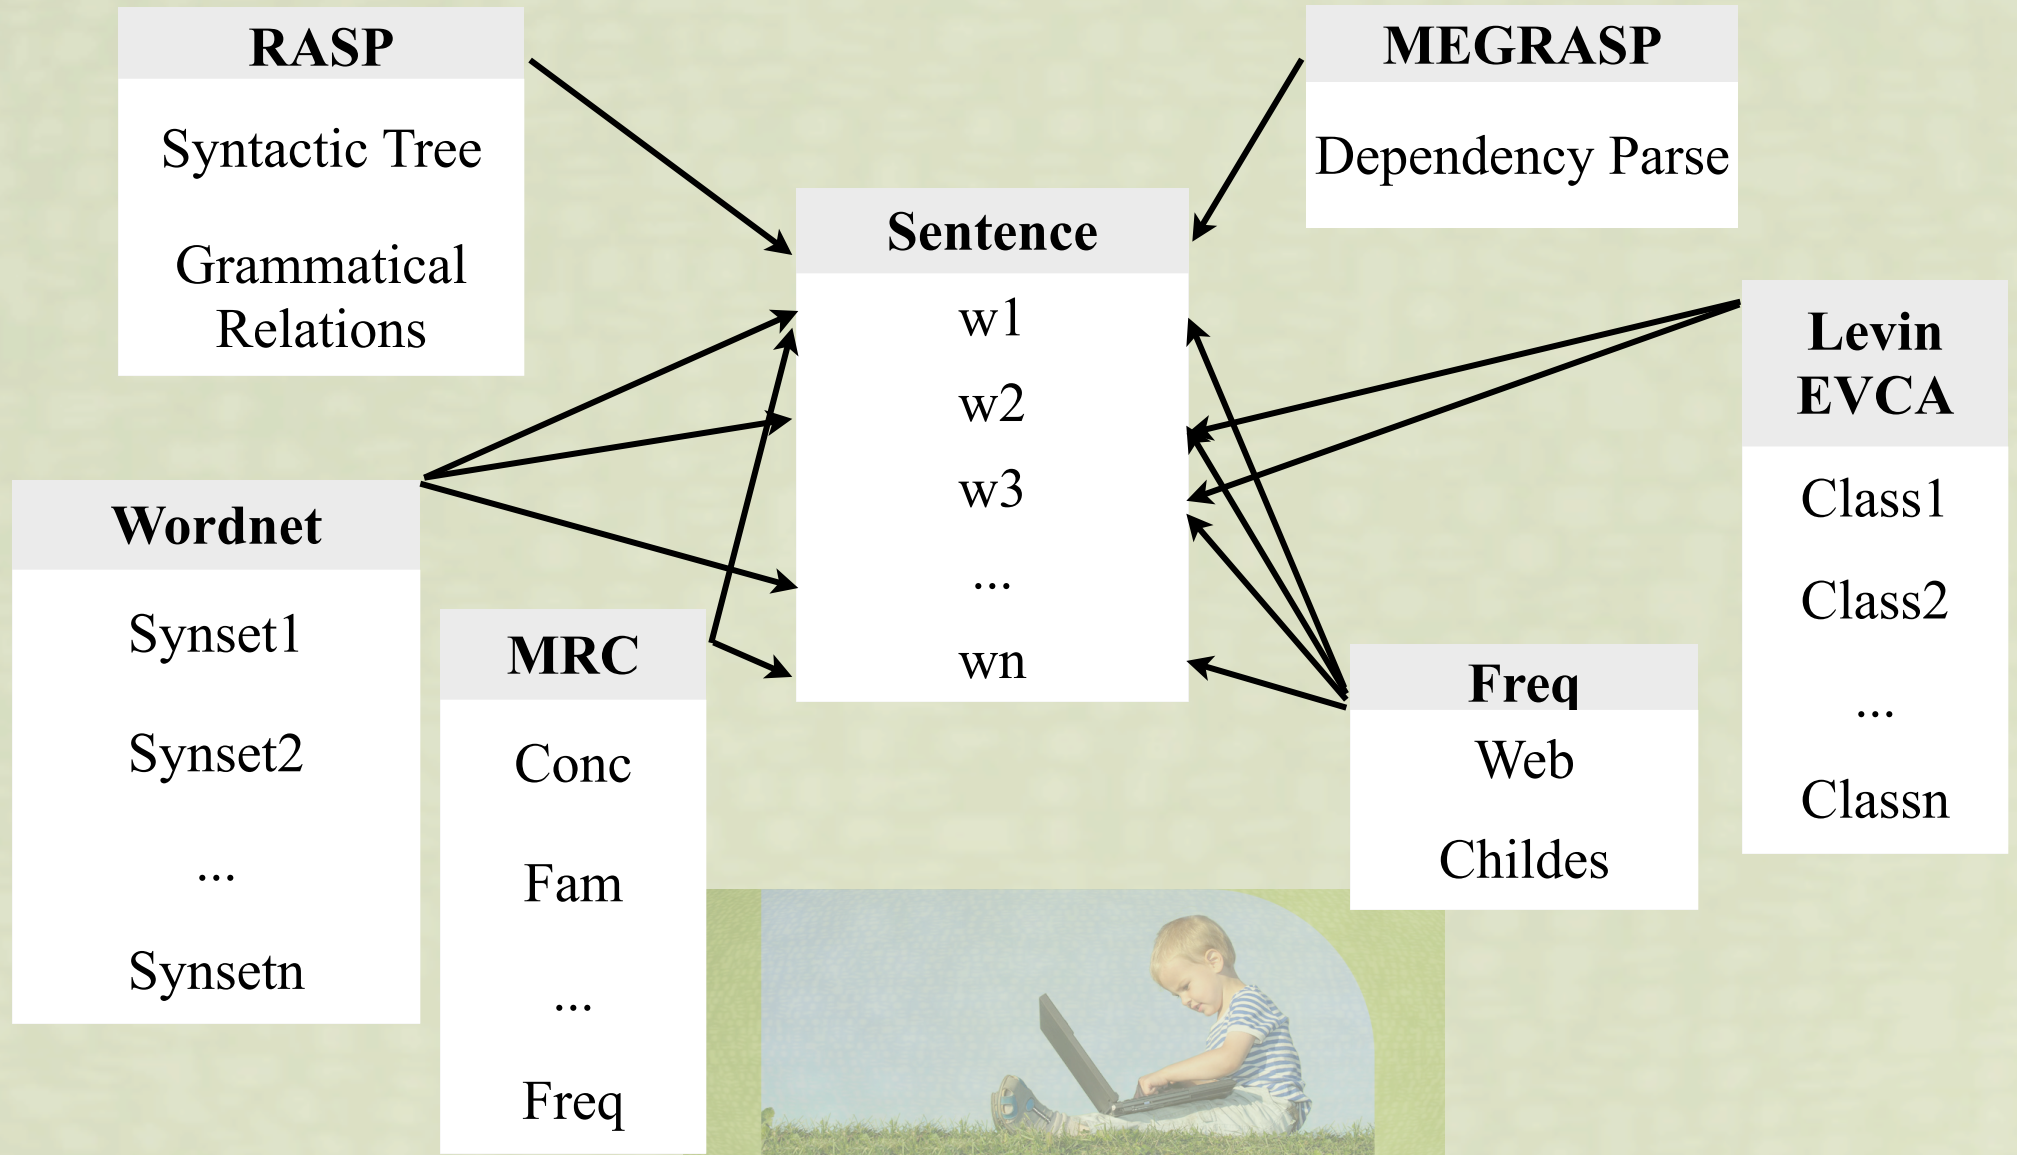 RASP
Syntactic Tree
Grammatical
Relations
MEGRASP
Dependency Parse
Sentence
w1
w2
w3
...
wn
Levin
EVCA
Class1
Class2
...
Classn
Wordnet
Synset1
Synset2
...
Synsetn
MRC
Conc
Fam
...
Freq
Freq
Web
Childes